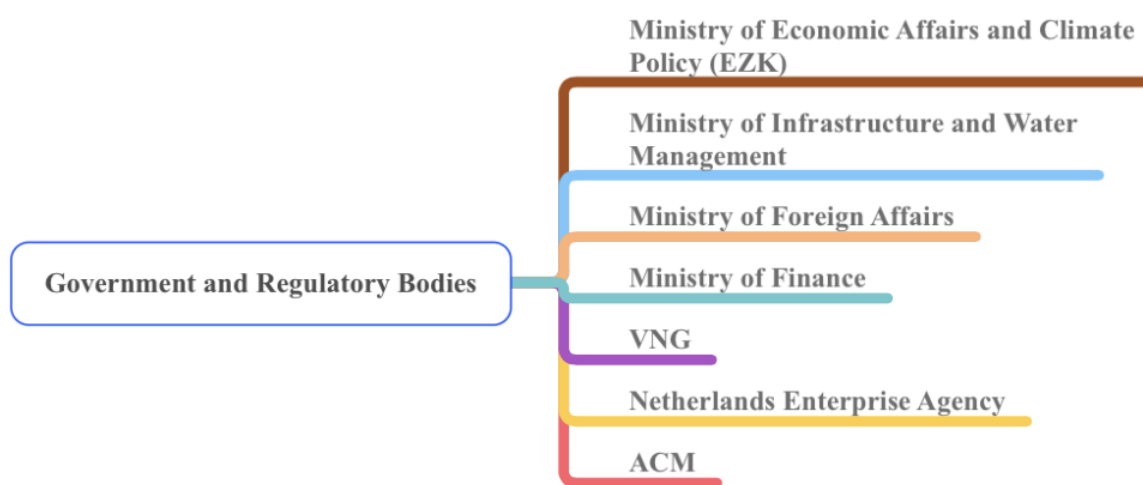 Ministry of Economic Affairs and Climate
Policy (EZK)
Ministry of Infrastructure and Water
Management
Ministry of Foreign Affairs
Government and Regulatory Bodies
Ministry of Finance
VNG
Netherlands Enterprise Agency
ACM